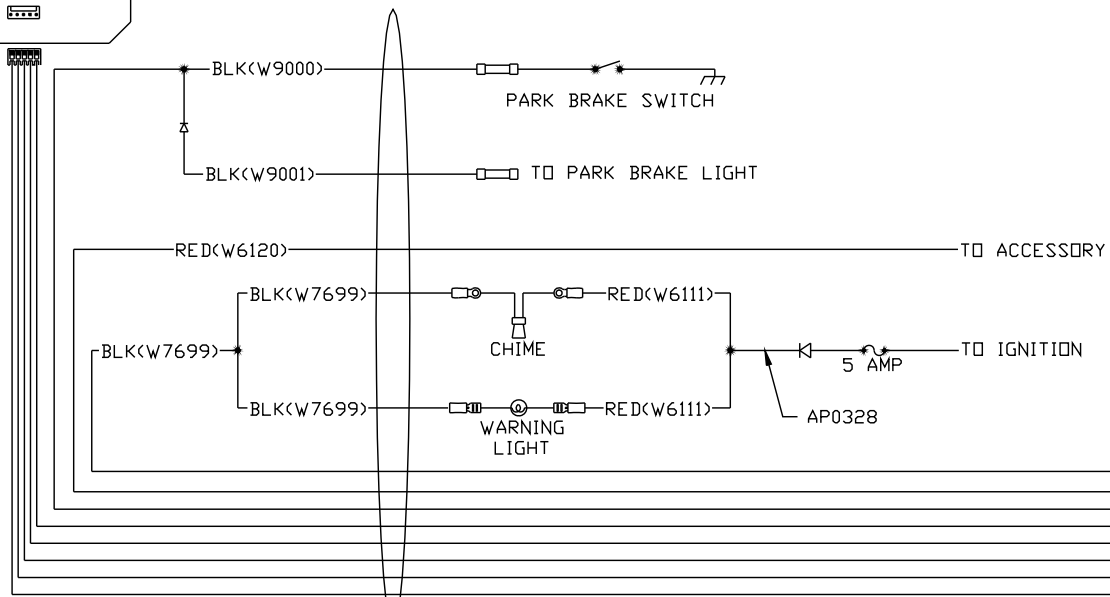 BLK(W9000)
PARK BRAKE SWITCH
BLK(W9001)
TO PARK BRAKE LIGHT
RED(W6120)
TO ACCESSORY
BLK(W7699)
RED(W6111)
CHIME
BLK(W7699)
TO IGNITION
5 AMP
BLK(W7699)
RED(W6111)
AP0328
WARNING
LIGHT